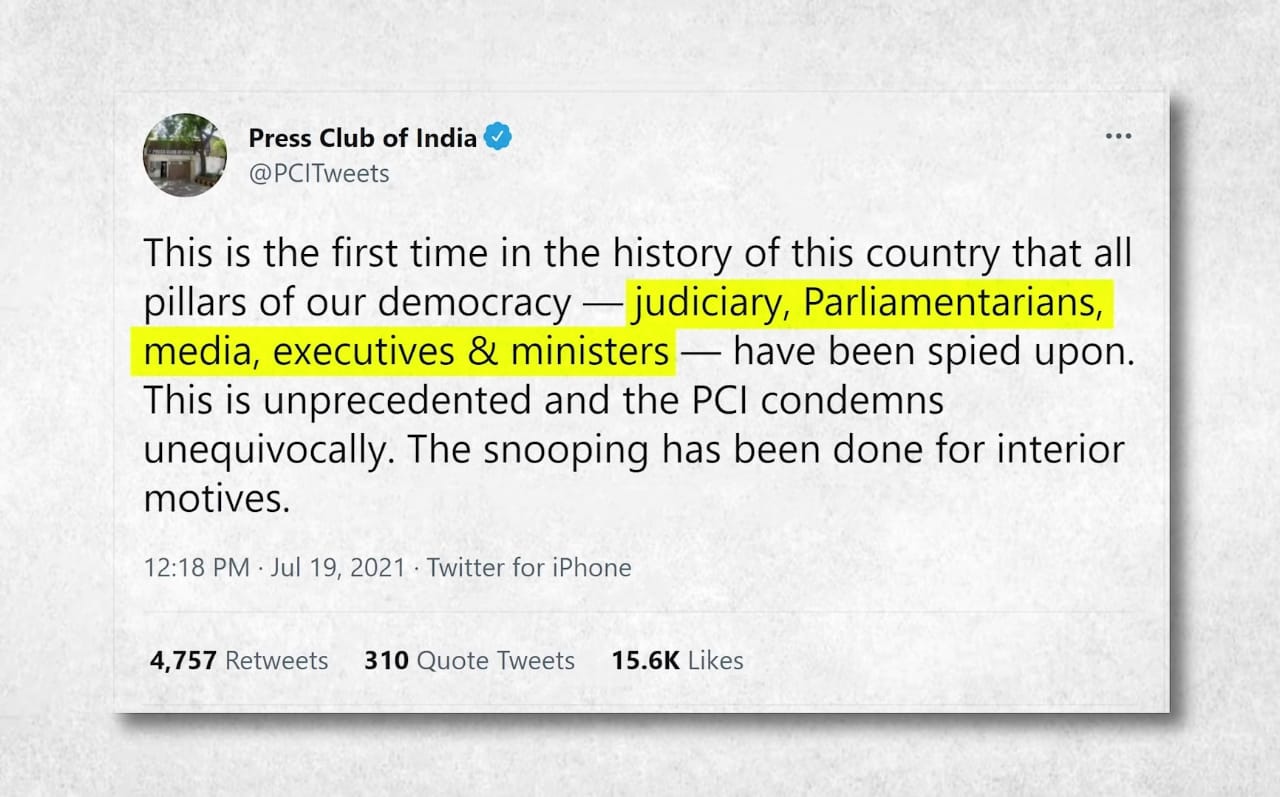 Press Club of India
@PCITweets
This is the first time in the history of this country that all
pillars of our democracy — judiciary, Parliamentarians,
media, executives & ministers — have been spied upon.
This is unprecedented and the PCI condemns
unequivocally. The snooping has been done for interior
motives.
12:18 PM · Jul 19, 2021 · Twitter for iPhone
4,757 Retweets 310 Quote Tweets 15.6K Likes